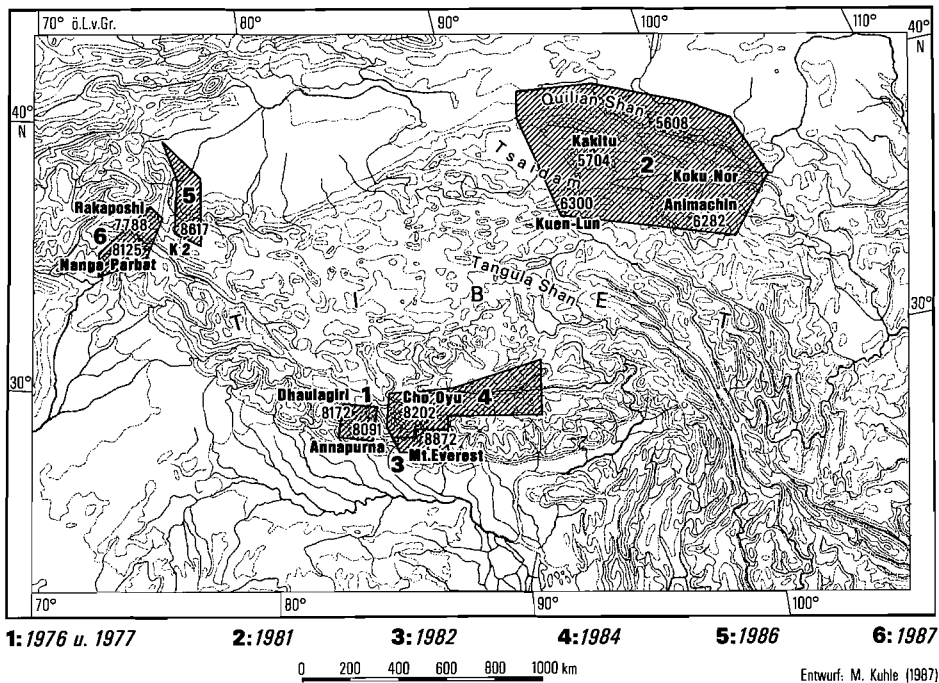 70° ö.L.v.Gr. 80° 90° 100° 110° 40°
N
40°
N
Quilian Shan
5608
Kakitu
5704 2
Tsaidam
Koku Nor
5
6300
Animachin
6282
Kuen-Lun
Rakaposhi
7788
8617
6
8125
K 2
Nanga Parbat
Tangula Shan
T I B E T
30°
30°
Dhaulagiri 1
8172
8091
Annapurna
Cho Oyu 4
8202
8872
Mt. Everest
3
70° 80° 90° 100°
1: 1976 u. 1977 2: 1981 3: 1982 4: 1984 5: 1986 6: 1987
0 200 400 600 800 1000 km
Entwurf: M. Kuhle (1987)